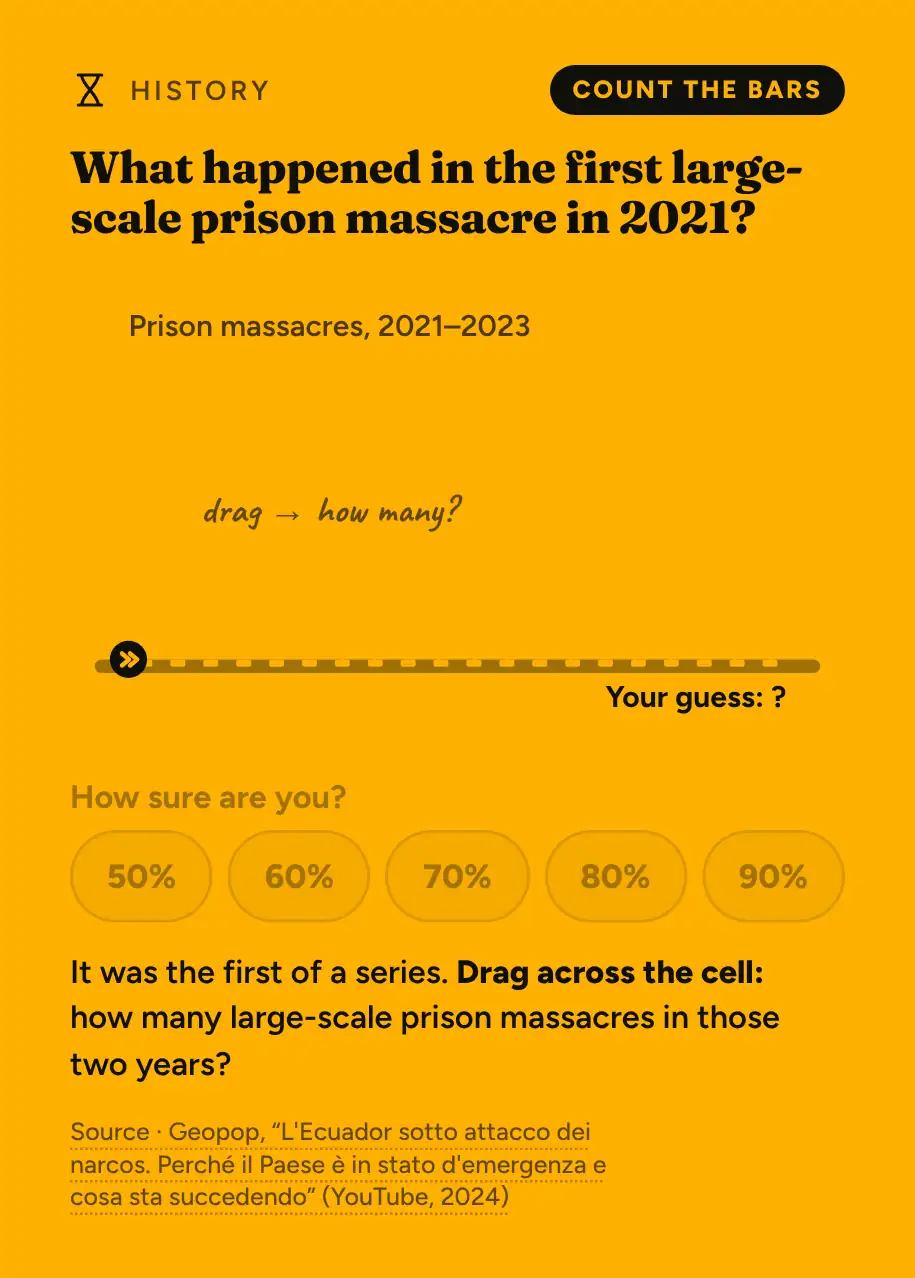 HISTORY
COUNT THE BARS
What happened in the first large-
scale prison massacre in 2021?
Prison massacres, 2021–2023
drag → how many?
Your guess: ?
How sure are you?
50% 60% 70% 80% 90%
It was the first of a series. Drag across the cell:
how many large-scale prison massacres in those
two years?
Source · Geopop, “L'Ecuador sotto attacco dei
narcos. Perché il Paese è in stato d'emergenza e
cosa sta succedendo” (YouTube, 2024)